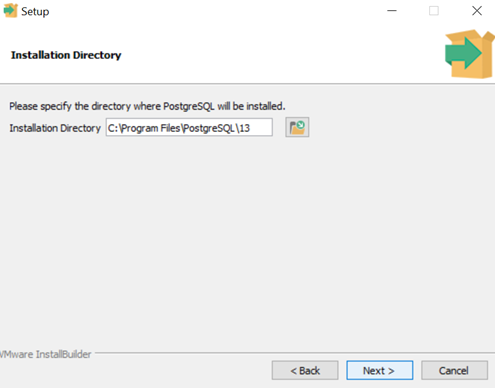 Setup
Installation Directory
Please specify the directory where PostgreSQL will be installed.
Installation Directory C:\Program Files\PostgreSQL\13
VMware InstallBuilder
< Back Next > Cancel